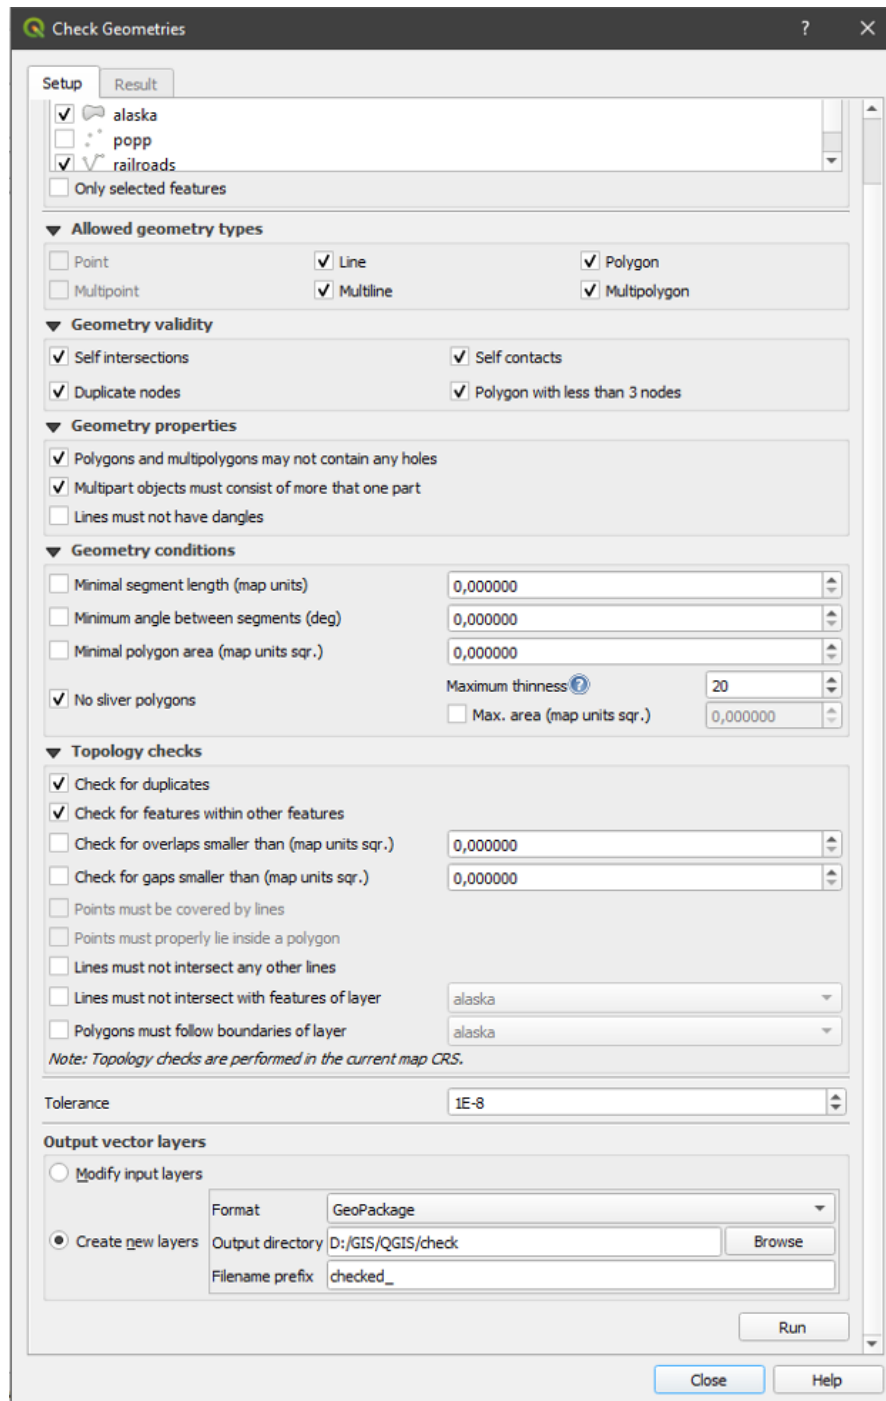 Check Geometries
Setup Result
alaska
popp
railroads
Only selected features
Allowed geometry types
Point Line Polygon
Multipoint Multiline Multipolygon
Geometry validity
Self intersections Self contacts
Duplicate nodes Polygon with less than 3 nodes
Geometry properties
Polygons and multipolygons may not contain any holes
Multipart objects must consist of more that one part
Lines must not have dangles
Geometry conditions
Minimal segment length (map units) 0,000000
Minimum angle between segments (deg) 0,000000
Minimal polygon area (map units sqr.) 0,000000
No sliver polygons Maximum thinness 20
Max. area (map units sqr.) 0,000000
Topology checks
Check for duplicates
Check for features within other features
Check for overlaps smaller than (map units sqr.) 0,000000
Check for gaps smaller than (map units sqr.) 0,000000
Points must be covered by lines
Points must properly lie inside a polygon
Lines must not intersect any other lines
Lines must not intersect with features of layer alaska
Polygons must follow boundaries of layer alaska
Note: Topology checks are performed in the current map CRS.
Tolerance 1E-8
Output vector layers
Modify input layers
Format GeoPackage
Create new layers Output directory D:/GIS/QGIS/check Browse
Filename prefix checked_
Run
Close Help